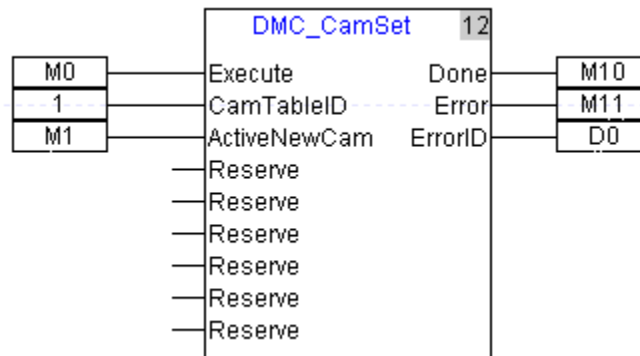 DMC_CamSet 12
M0 Execute Done M10
1 CamTableID Error M11
M1 ActiveNewCam ErrorID D0
Reserve
Reserve
Reserve
Reserve
Reserve
Reserve